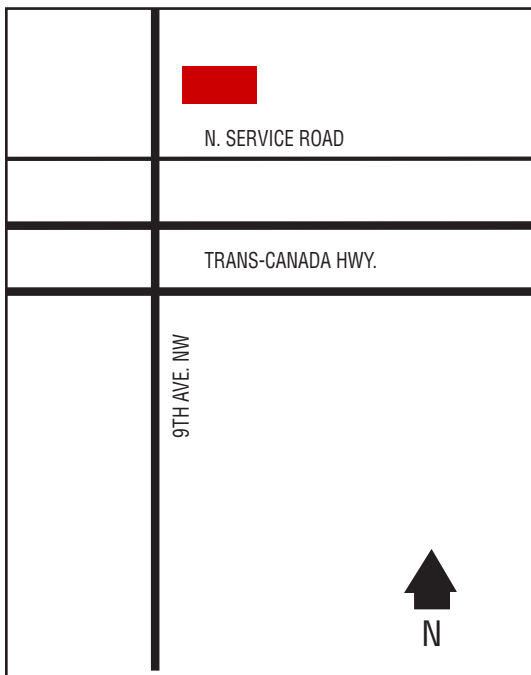 N. SERVICE ROAD
TRANS-CANADA HWY.
9TH AVE. NW
N